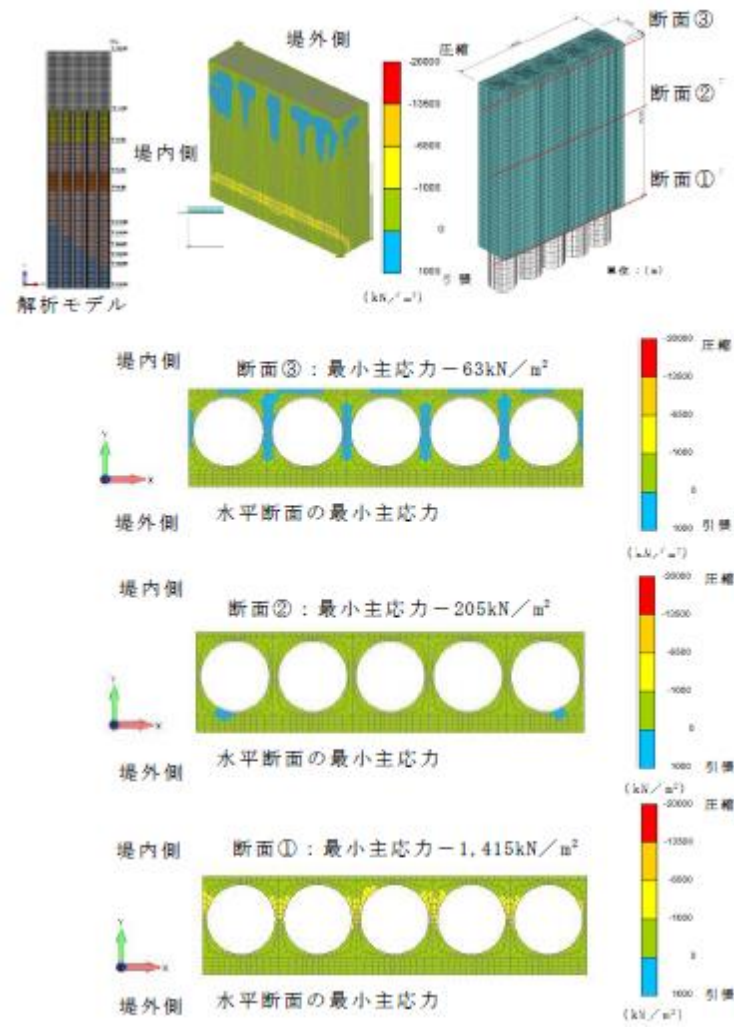 堤外側
圧縮
断面③
断面②
断面①
堤内側
-20000
-13500
-1000
0
1000
引張
(kN/m²)
単位：(m)
解析モデル
堤内側
断面③：最小主応力－63kN／m²
-20000
圧縮
-13500
-6500
-1000
0
1000
引張
(kN／m²)
Y
X
堤外側
水平断面の最小主応力
堤内側
断面②：最小主応力－205kN／m²
-20000
圧縮
-13500
-6500
-1000
0
1000
引張
(kN／m²)
Y
X
堤外側
水平断面の最小主応力
堤内側
断面①：最小主応力－1,415kN／m²
-20000
圧縮
-13500
-6500
-1000
0
1000
引張
(kN／m²)
Y
X
堤外側
水平断面の最小主応力